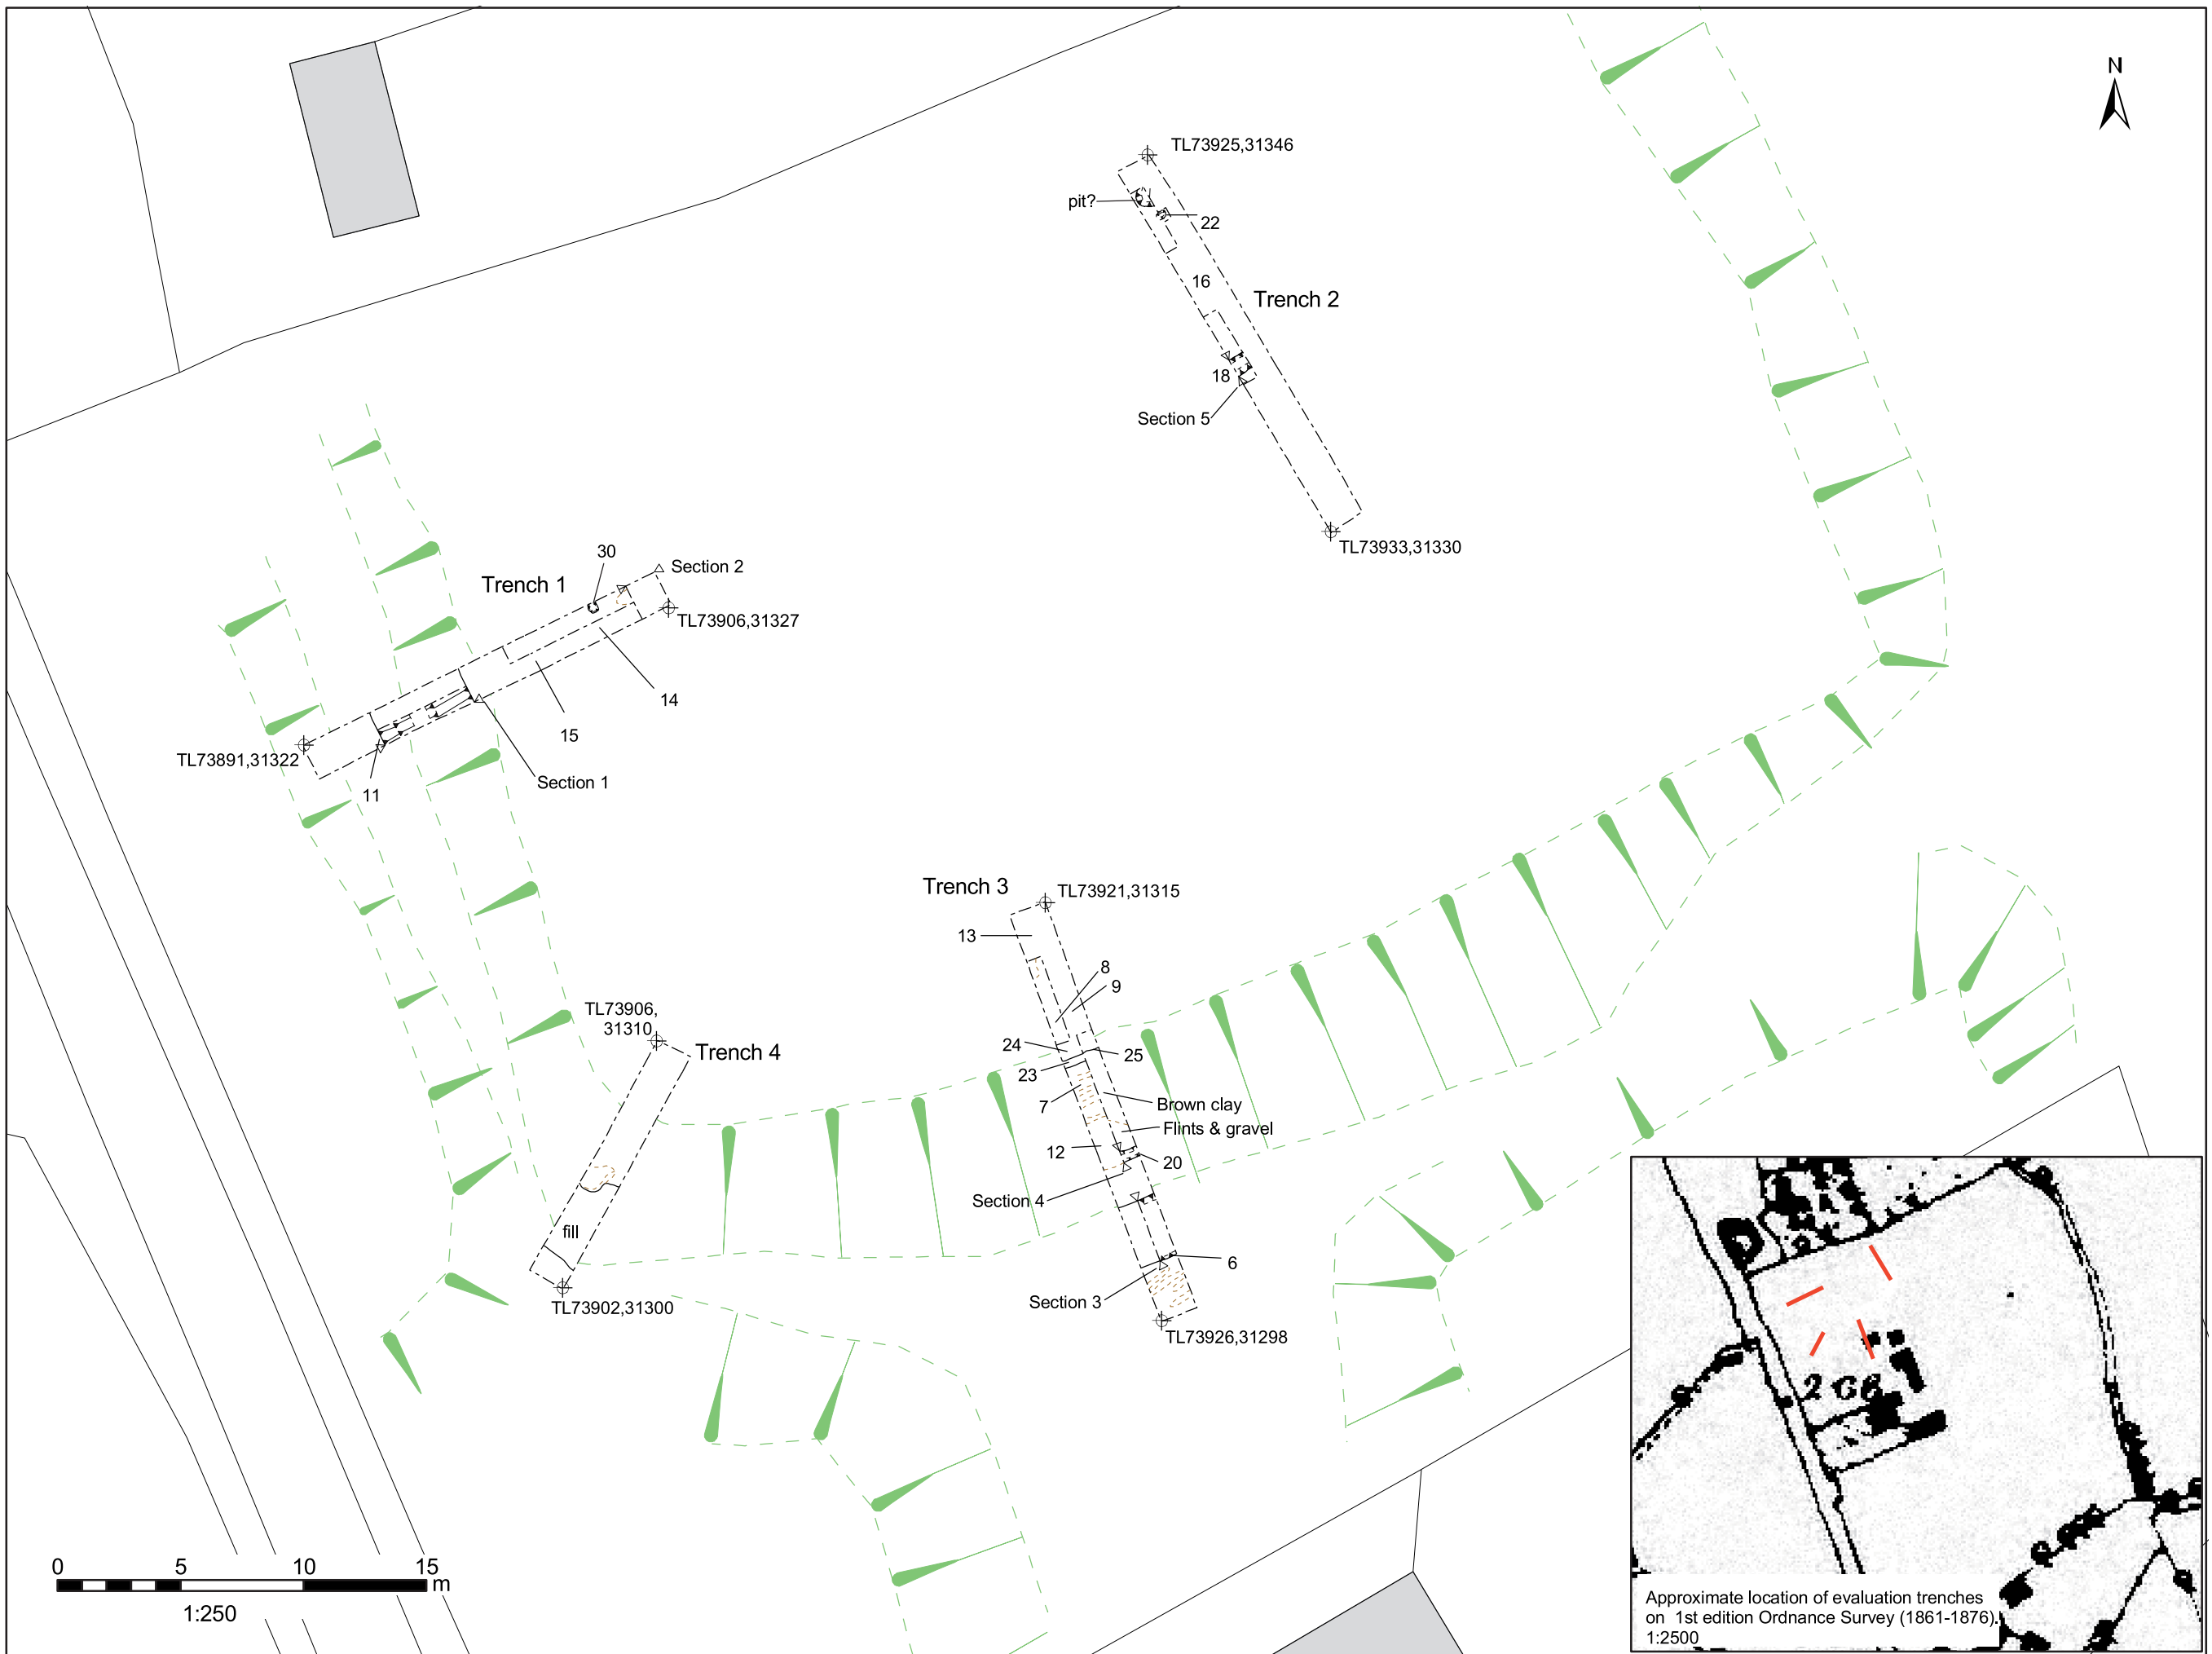 N
TL73925,31346
pit?
22
16
Trench 2
18
Section 5
TL73933,31330
30
Trench 1
Section 2
TL73906,31327
14
15
TL73891,31322
Section 1
11
Trench 3
TL73921,31315
13
8
9
TL73906,
31310
24
Trench 4
25
23
7
Brown clay
Flints & gravel
12
20
Section 4
fill
6
Section 3
TL73902,31300
TL73926,31298
0 5 10 15
m
1:250
Approximate location of evaluation trenches
on 1st edition Ordnance Survey (1861-1876).
1:2500